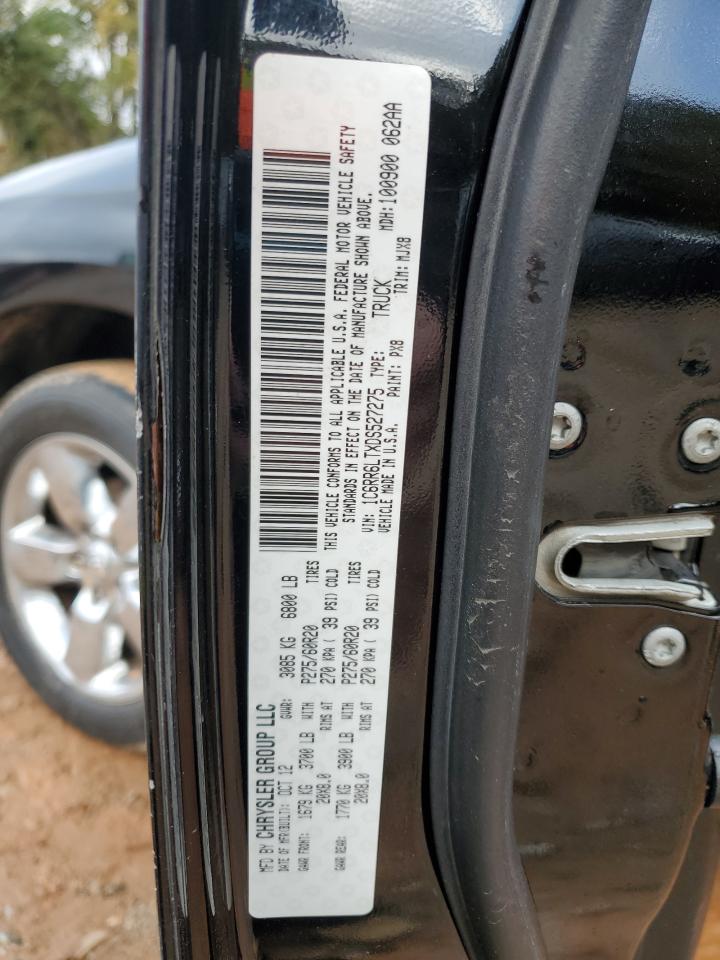 MFD BY CHRYSLER GROUP LLC
DATE OF MFR(BUILT): OCT 12 GVWR: 3085 KG 6800 LB
GAWR FRONT: 1679 KG 3700 LB WITH P275/60R20 TIRES
20X8.0 RIMS AT 270 KPA ( 39 PSI) COLD
GAWR REAR: 1770 KG 3900 LB WITH P275/60R20 TIRES
20X8.0 RIMS AT 270 KPA ( 39 PSI) COLD
THIS VEHICLE CONFORMS TO ALL APPLICABLE U.S.A. FEDERAL MOTOR VEHICLE SAFETY
STANDARDS IN EFFECT ON THE DATE OF MANUFACTURE SHOWN ABOVE.
VIN: 1C6RR6LTXDS527275 TYPE: TRUCK MDH:100900 062AA
VEHICLE MADE IN U.S.A. PAINT: PXB TRIM: MJXB